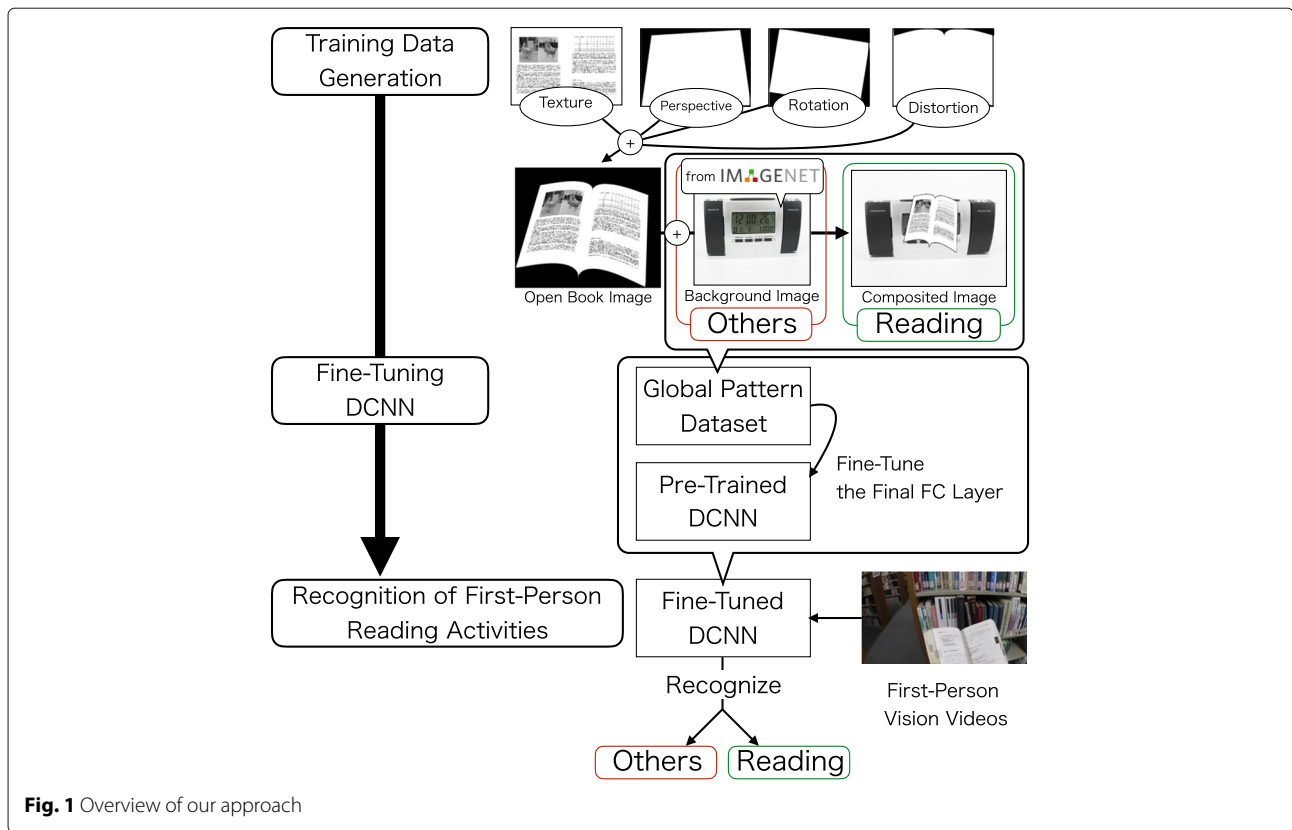 Training Data
Generation
Texture
Perspective
Rotation
Distortion
+
from IMAGENET
+
Open Book Image
Background Image
Composited Image
Others
Reading
Fine-Tuning
DCNN
Global Pattern
Dataset
Fine-Tune
the Final FC Layer
Pre-Trained
DCNN
Recognition of First-Person
Reading Activities
Fine-Tuned
DCNN
Recognize
First-Person
Vision Videos
Others
Reading
Fig. 1 Overview of our approach